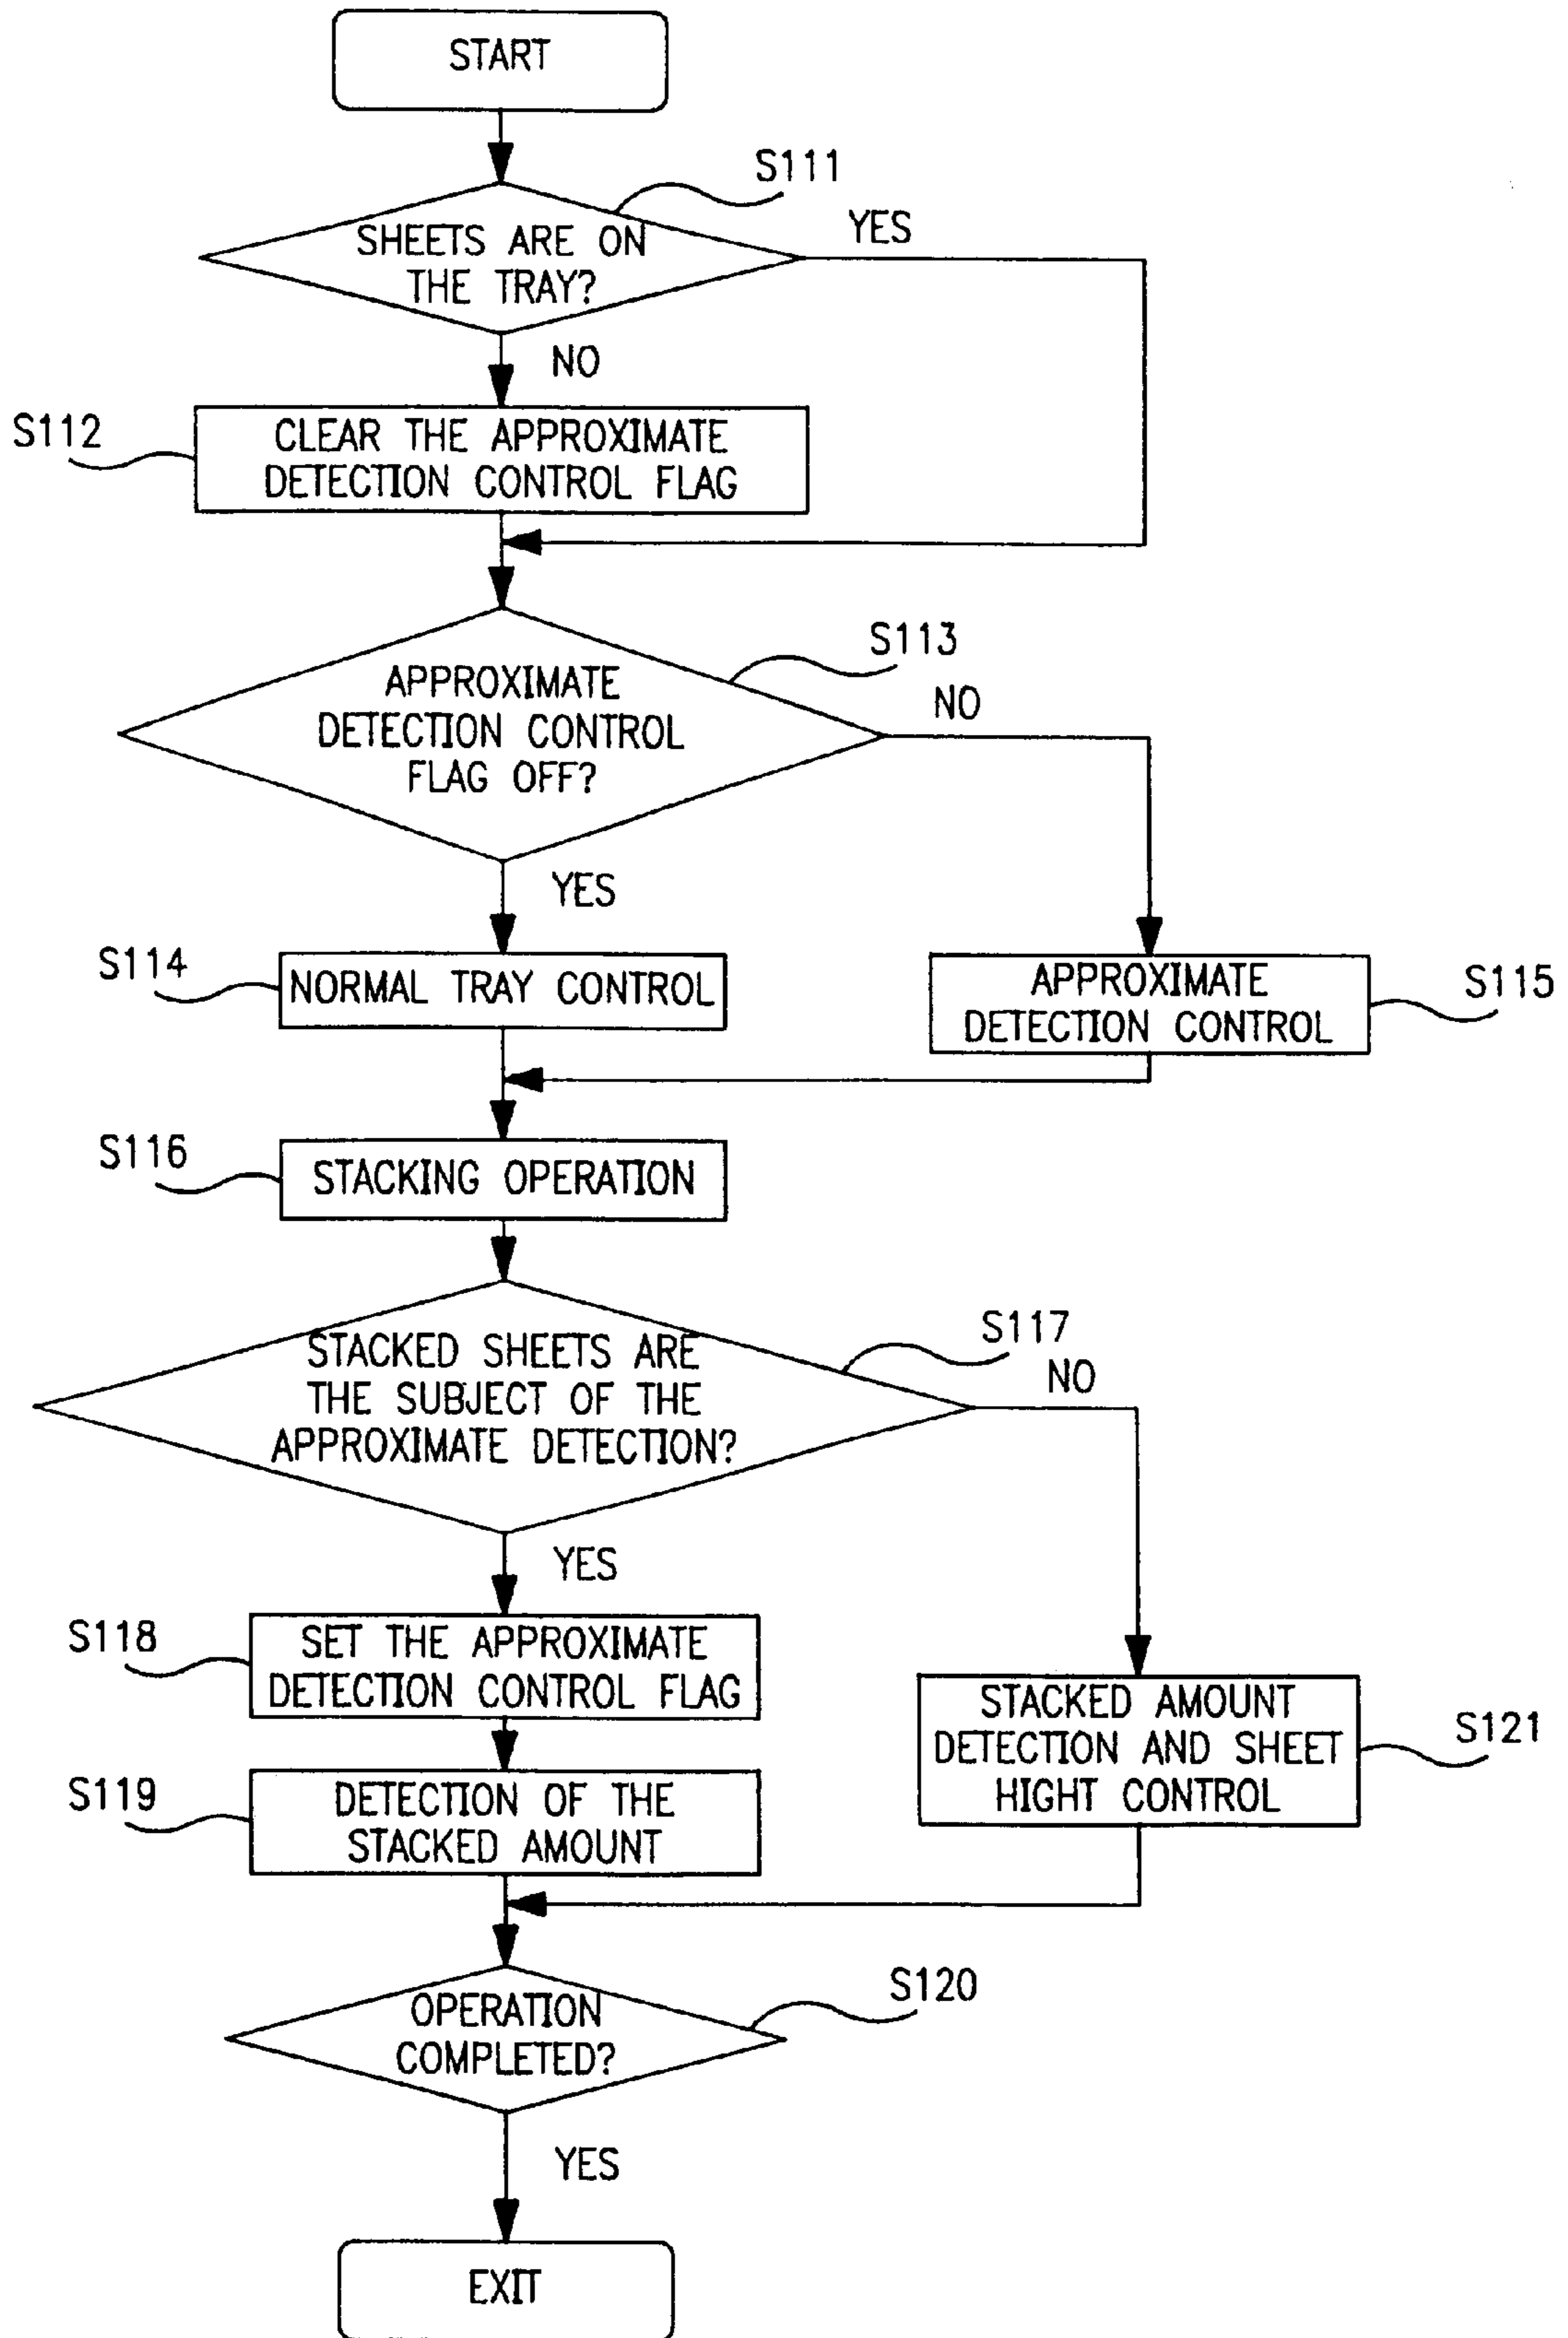 START
S111
SHEETS ARE ON
THE TRAY?
YES
NO
S112
CLEAR THE APPROXIMATE
DETECTION CONTROL FLAG
S113
APPROXIMATE
DETECTION CONTROL
FLAG OFF?
NO
YES
S114
NORMAL TRAY CONTROL
APPROXIMATE
DETECTION CONTROL
S115
S116
STACKING OPERATION
S117
STACKED SHEETS ARE
THE SUBJECT OF THE
APPROXIMATE DETECTION?
NO
YES
S118
SET THE APPROXIMATE
DETECTION CONTROL FLAG
STACKED AMOUNT
DETECTION AND SHEET
HIGHT CONTROL
S121
S119
DETECTION OF THE
STACKED AMOUNT
S120
OPERATION
COMPLETED?
YES
EXIT